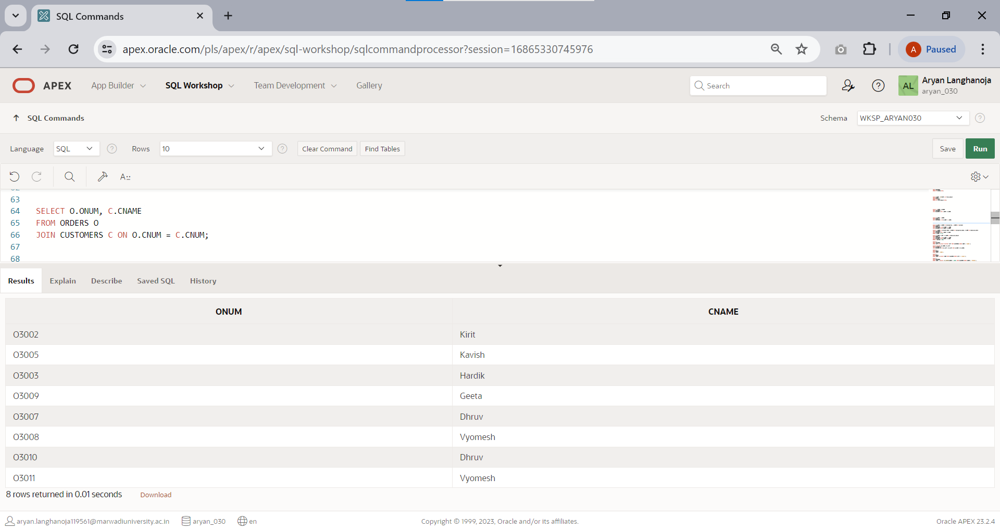 SQL Commands
apex.oracle.com/pls/apex/r/apex/sql-workshop/sqlcommandprocessor?session=16865330745976
A Paused
APEX App Builder SQL Workshop Team Development Gallery Search AL Aryan Langhanoja
aryan_030
SQL Commands Schema WKSP_ARYAN030
Language SQL Rows 10 Clear Command Find Tables Save Run
63
64 SELECT O.ONUM, C.CNAME
65 FROM ORDERS O
66 JOIN CUSTOMERS C ON O.CNUM = C.CNUM;
67
68
Results Explain Describe Saved SQL History
ONUM CNAME
O3002 Kirit
O3005 Kavish
O3003 Hardik
O3009 Geeta
O3007 Dhruv
O3008 Vyomesh
O3010 Dhruv
O3011 Vyomesh
8 rows returned in 0.01 seconds Download
aryan.langhanoja119561@marwadiuniversity.ac.in aryan_030 en Copyright © 1999, 2023, Oracle and/or its affiliates. Oracle APEX 23.2.4